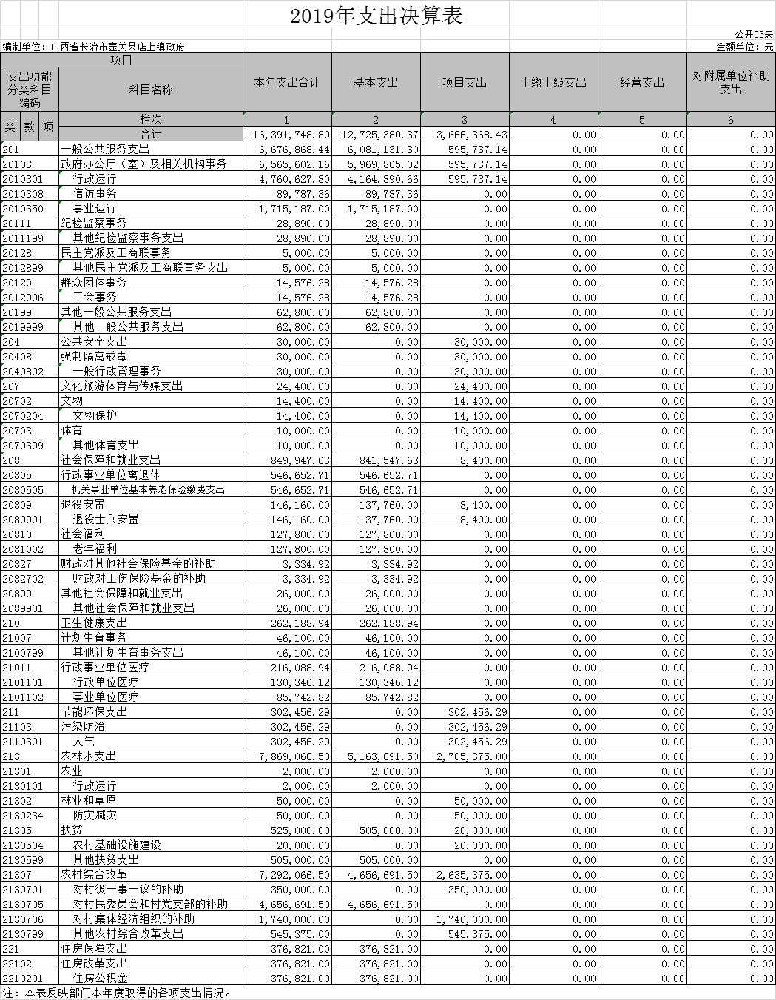 2019年支出决算表
公开03表
编制单位：山西省长治市壶关县店上镇政府 金额单位：元
项目 本年支出合计 基本支出 项目支出 上缴上级支出 经营支出 对附属单位补助支出
支出功能分类科目编码 科目名称
类 款 项 栏次 1 2 3 4 5 6
合计 16,391,748.80 12,725,380.37 3,666,368.43 0.00 0.00 0.00
201 一般公共服务支出 6,676,868.44 6,081,131.30 595,737.14 0.00 0.00 0.00
20103 政府办公厅（室）及相关机构事务 6,565,602.16 5,969,865.02 595,737.14 0.00 0.00 0.00
2010301 行政运行 4,760,627.80 4,164,890.66 595,737.14 0.00 0.00 0.00
2010308 信访事务 89,787.36 89,787.36 0.00 0.00 0.00 0.00
2010350 事业运行 1,715,187.00 1,715,187.00 0.00 0.00 0.00 0.00
20111 纪检监察事务 28,890.00 28,890.00 0.00 0.00 0.00 0.00
2011199 其他纪检监察事务支出 28,890.00 28,890.00 0.00 0.00 0.00 0.00
20128 民主党派及工商联事务 5,000.00 5,000.00 0.00 0.00 0.00 0.00
2012899 其他民主党派及工商联事务支出 5,000.00 5,000.00 0.00 0.00 0.00 0.00
20129 群众团体事务 14,576.28 14,576.28 0.00 0.00 0.00 0.00
2012906 工会事务 14,576.28 14,576.28 0.00 0.00 0.00 0.00
20199 其他一般公共服务支出 62,800.00 62,800.00 0.00 0.00 0.00 0.00
2019999 其他一般公共服务支出 62,800.00 62,800.00 0.00 0.00 0.00 0.00
204 公共安全支出 30,000.00 0.00 30,000.00 0.00 0.00 0.00
20408 强制隔离戒毒 30,000.00 0.00 30,000.00 0.00 0.00 0.00
2040802 一般行政管理事务 30,000.00 0.00 30,000.00 0.00 0.00 0.00
207 文化旅游体育与传媒支出 24,400.00 0.00 24,400.00 0.00 0.00 0.00
20702 文物 14,400.00 0.00 14,400.00 0.00 0.00 0.00
2070204 文物保护 14,400.00 0.00 14,400.00 0.00 0.00 0.00
20703 体育 10,000.00 0.00 10,000.00 0.00 0.00 0.00
2070399 其他体育支出 10,000.00 0.00 10,000.00 0.00 0.00 0.00
208 社会保障和就业支出 849,947.63 841,547.63 8,400.00 0.00 0.00 0.00
20805 行政事业单位离退休 546,652.71 546,652.71 0.00 0.00 0.00 0.00
2080505 机关事业单位基本养老保险缴费支出 546,652.71 546,652.71 0.00 0.00 0.00 0.00
20809 退役安置 146,160.00 137,760.00 8,400.00 0.00 0.00 0.00
2080901 退役士兵安置 146,160.00 137,760.00 8,400.00 0.00 0.00 0.00
20810 社会福利 127,800.00 127,800.00 0.00 0.00 0.00 0.00
2081002 老年福利 127,800.00 127,800.00 0.00 0.00 0.00 0.00
20827 财政对其他社会保险基金的补助 3,334.92 3,334.92 0.00 0.00 0.00 0.00
2082702 财政对工伤保险基金的补助 3,334.92 3,334.92 0.00 0.00 0.00 0.00
20899 其他社会保障和就业支出 26,000.00 26,000.00 0.00 0.00 0.00 0.00
2089901 其他社会保障和就业支出 26,000.00 26,000.00 0.00 0.00 0.00 0.00
210 卫生健康支出 262,188.94 262,188.94 0.00 0.00 0.00 0.00
21007 计划生育事务 46,100.00 46,100.00 0.00 0.00 0.00 0.00
2100799 其他计划生育事务支出 46,100.00 46,100.00 0.00 0.00 0.00 0.00
21011 行政事业单位医疗 216,088.94 216,088.94 0.00 0.00 0.00 0.00
2101101 行政单位医疗 130,346.12 130,346.12 0.00 0.00 0.00 0.00
2101102 事业单位医疗 85,742.82 85,742.82 0.00 0.00 0.00 0.00
211 节能环保支出 302,456.29 0.00 302,456.29 0.00 0.00 0.00
21103 污染防治 302,456.29 0.00 302,456.29 0.00 0.00 0.00
2110301 大气 302,456.29 0.00 302,456.29 0.00 0.00 0.00
213 农林水支出 7,869,066.50 5,163,691.50 2,705,375.00 0.00 0.00 0.00
21301 农业 2,000.00 2,000.00 0.00 0.00 0.00 0.00
2130101 行政运行 2,000.00 2,000.00 0.00 0.00 0.00 0.00
21302 林业和草原 50,000.00 0.00 50,000.00 0.00 0.00 0.00
2130234 防灾减灾 50,000.00 0.00 50,000.00 0.00 0.00 0.00
21305 扶贫 525,000.00 505,000.00 20,000.00 0.00 0.00 0.00
2130504 农村基础设施建设 20,000.00 0.00 20,000.00 0.00 0.00 0.00
2130599 其他扶贫支出 505,000.00 505,000.00 0.00 0.00 0.00 0.00
21307 农村综合改革 7,292,066.50 4,656,691.50 2,635,375.00 0.00 0.00 0.00
2130701 对村级一事一议的补助 350,000.00 0.00 350,000.00 0.00 0.00 0.00
2130705 对村民委员会和村党支部的补助 4,656,691.50 4,656,691.50 0.00 0.00 0.00 0.00
2130706 对村集体经济组织的补助 1,740,000.00 0.00 1,740,000.00 0.00 0.00 0.00
2130799 其他农村综合改革支出 545,375.00 0.00 545,375.00 0.00 0.00 0.00
221 住房保障支出 376,821.00 376,821.00 0.00 0.00 0.00 0.00
22102 住房改革支出 376,821.00 376,821.00 0.00 0.00 0.00 0.00
2210201 住房公积金 376,821.00 376,821.00 0.00 0.00 0.00 0.00
注：本表反映部门本年度取得的各项支出情况。